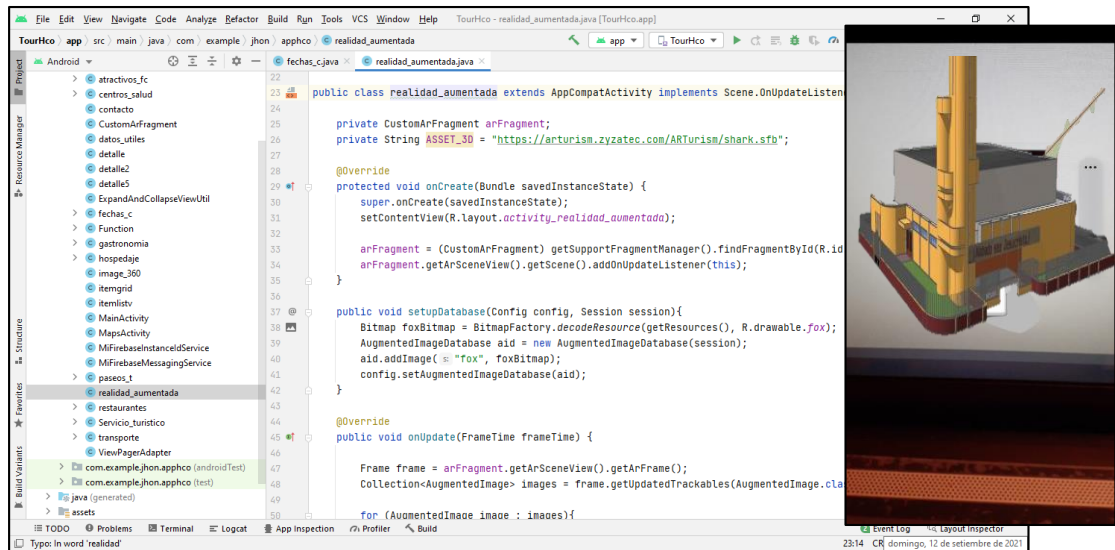 File Edit View Navigate Code Analyze Refactor Build Run Tools VCS Window Help TourHco - realidad_aumentada.java [TourHco.app]
TourHco app src main java com example jhon apphco realidad_aumentada app TourHco
Android fechas_c.java realidad_aumentada.java
Project
Resource Manager
Structure
Favorites
Build Variants
atractivos_fc
centros_salud
contacto
CustomArFragment
datos_utiles
detalle
detalle2
detalle5
ExpandAndCollapseViewUtil
fechas_c
Function
gastronomia
hospedaje
image_360
itemgrid
itemlistv
MainActivity
MapsActivity
MiFirebaseInstanceIdService
MiFirebaseMessagingService
paseos_t
realidad_aumentada
restaurantes
Servicio_turistico
transporte
ViewPagerAdapter
com.example.jhon.apphco (androidTest)
com.example.jhon.apphco (test)
java (generated)
assets
22
23 public class realidad_aumentada extends AppCompatActivity implements Scene.OnUpdateListene
24
25 private CustomArFragment arFragment;
26 private String ASSET_3D = "https://arturism.zyzatec.com/ARTurism/shark.sfb";
27
28 @Override
29 protected void onCreate(Bundle savedInstanceState) {
30 super.onCreate(savedInstanceState);
31 setContentView(R.layout.activity_realidad_aumentada);
32
33 arFragment = (CustomArFragment) getSupportFragmentManager().findFragmentById(R.id
34 arFragment.getArSceneView().getScene().addOnUpdateListener(this);
35 }
36
37 @ public void setupDatabase(Config config, Session session){
38 Bitmap foxBitmap = BitmapFactory.decodeResource(getResources(), R.drawable.fox);
39 AugmentedImageDatabase aid = new AugmentedImageDatabase(session);
40 aid.addImage( s: "fox", foxBitmap);
41 config.setAugmentedImageDatabase(aid);
42 }
43
44 @Override
45 public void onUpdate(FrameTime frameTime) {
46
47 Frame frame = arFragment.getArSceneView().getArFrame();
48 Collection<AugmentedImage> images = frame.getUpdatedTrackables(AugmentedImage.cla
49
50 for (AugmentedImage image : images){
TODO Problems Terminal Logcat App Inspection Profiler Build Event Log Layout Inspector
Typo: In word 'realidad' 23:14 CR domingo, 12 de setiembre de 2021